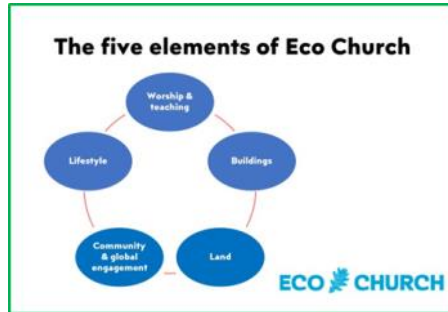 The five elements of Eco Church
Worship &
teaching
Lifestyle
Buildings
Community
& global
engagement
Land
ECO CHURCH